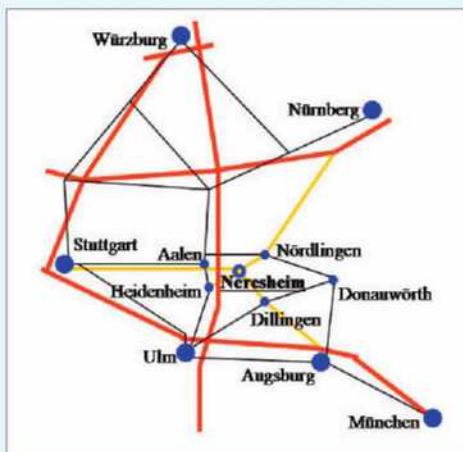 Würzburg
Nürnberg
Stuttgart
Aalen
Nördlingen
Neresheim
Heidenheim
Donauwörth
Dillingen
Ulm
Augsburg
München